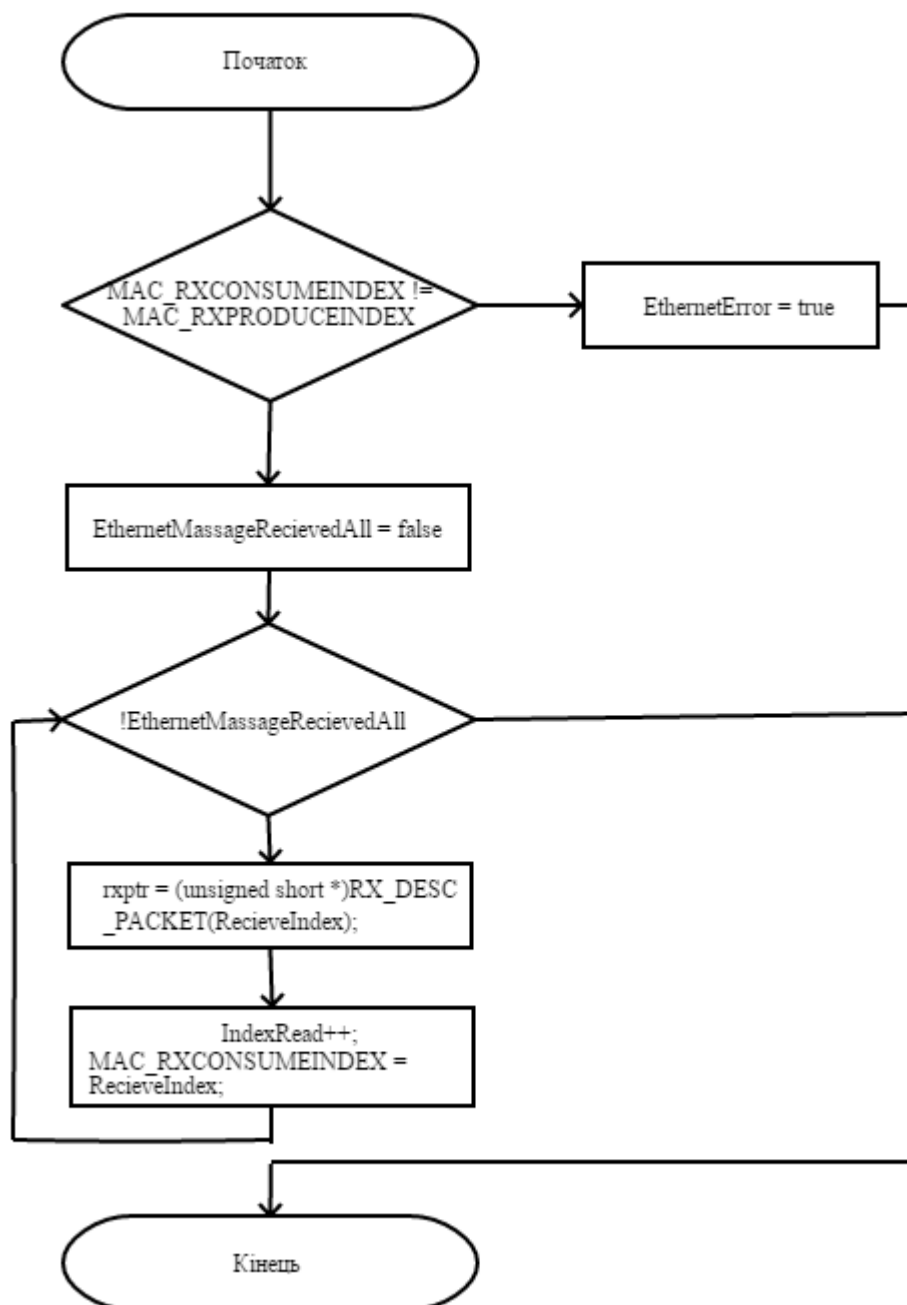 Початок
MAC_RXCONSUMEINDEX !=
MAC_RXPRODUCEINDEX
EthernetError = true
EthernetMassageRecievedAll = false
!EthernetMassageRecievedAll
rxptr = (unsigned short *)RX_DESC
_PACKET(RecieveIndex);
IndexRead++;
MAC_RXCONSUMEINDEX =
RecieveIndex;
Кінець